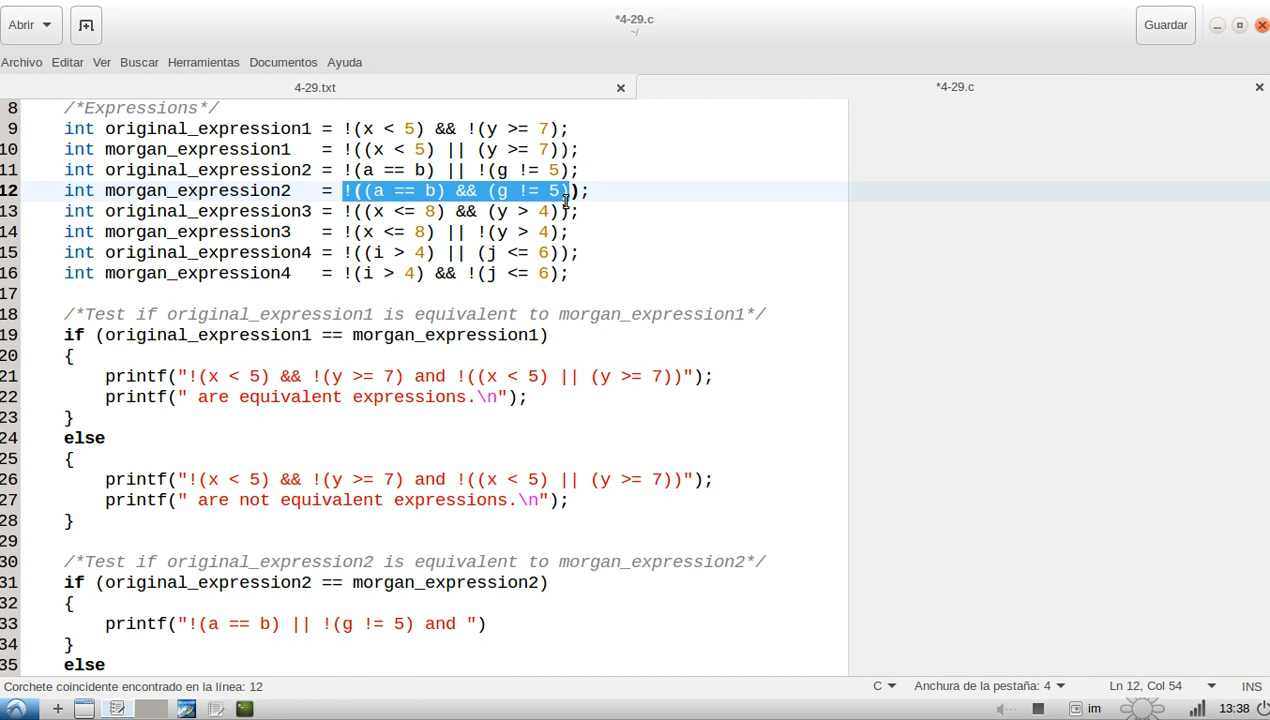 Abrir
*4-29.c
~/
Guardar
Archivo Editar Ver Buscar Herramientas Documentos Ayuda
4-29.txt
*4-29.c
8 /*Expressions*/
9 int original_expression1 = !(x < 5) && !(y >= 7);
10 int morgan_expression1 = !((x < 5) || (y >= 7));
11 int original_expression2 = !(a == b) || !(g != 5);
12 int morgan_expression2 = !((a == b) && (g != 5));
13 int original_expression3 = !((x <= 8) && (y > 4));
14 int morgan_expression3 = !(x <= 8) || !(y > 4);
15 int original_expression4 = !((i > 4) || (j <= 6));
16 int morgan_expression4 = !(i > 4) && !(j <= 6);
17
18 /*Test if original_expression1 is equivalent to morgan_expression1*/
19 if (original_expression1 == morgan_expression1)
20 {
21 printf("!(x < 5) && !(y >= 7) and !((x < 5) || (y >= 7))");
22 printf(" are equivalent expressions.\n");
23 }
24 else
25 {
26 printf("!(x < 5) && !(y >= 7) and !((x < 5) || (y >= 7))");
27 printf(" are not equivalent expressions.\n");
28 }
29
30 /*Test if original_expression2 is equivalent to morgan_expression2*/
31 if (original_expression2 == morgan_expression2)
32 {
33 printf("!(a == b) || !(g != 5) and ")
34 }
35 else
Corchete coincidente encontrado en la línea: 12
C
Anchura de la pestaña: 4
Ln 12, Col 54
INS
im
13:38